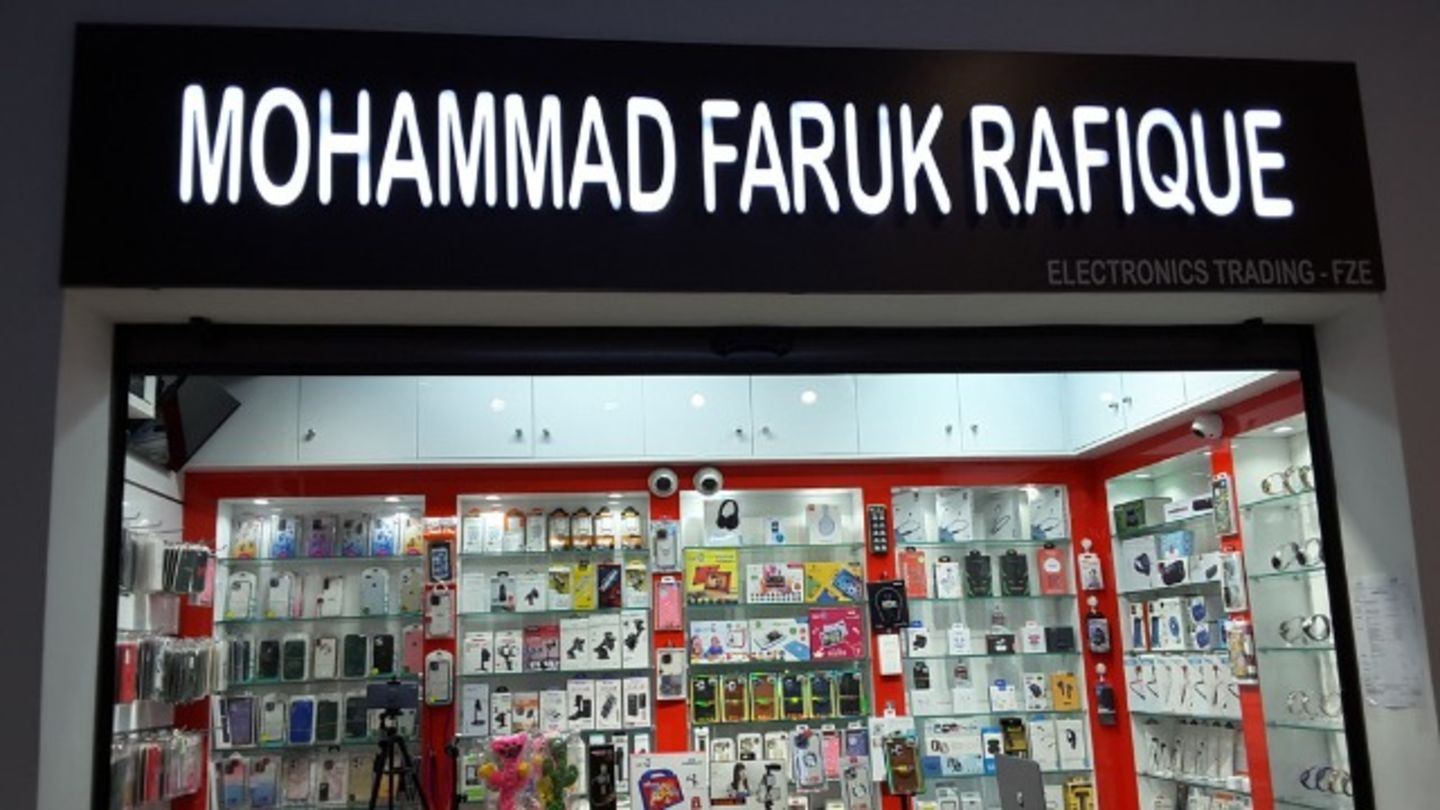 MOHAMMAD FARUK RAFIQUE
ELECTRONICS TRADING - FZE